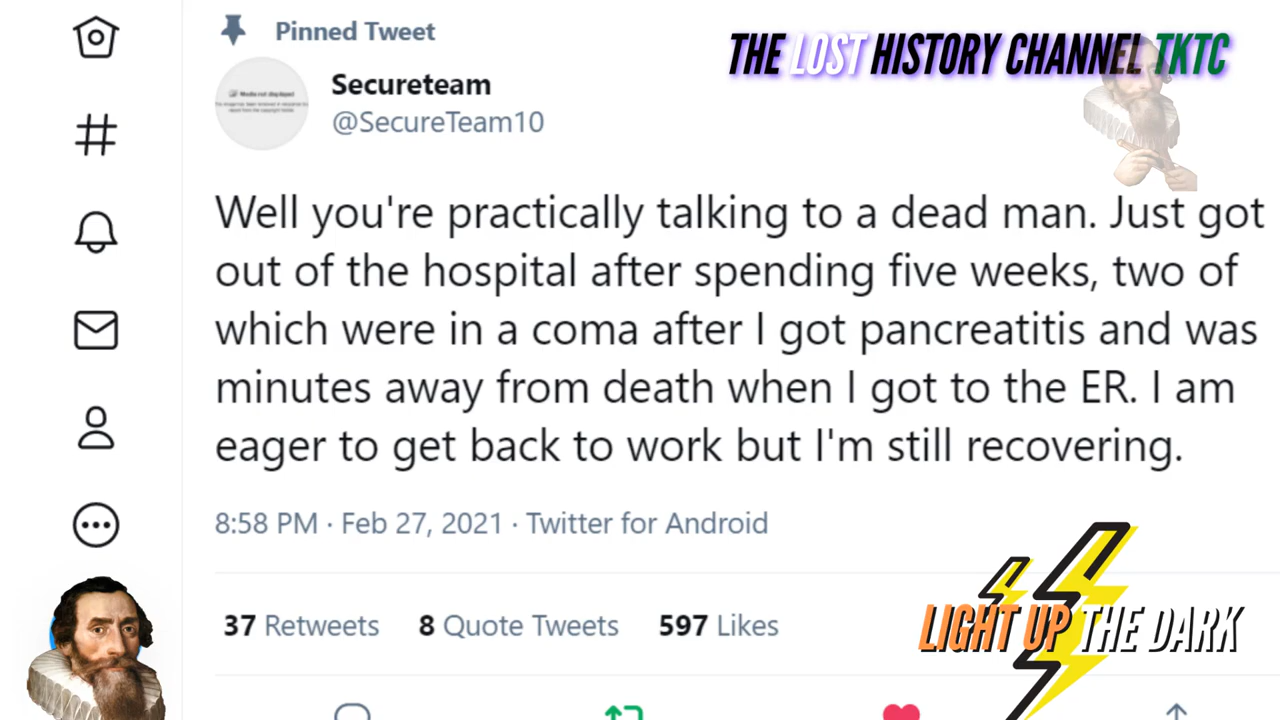 Pinned Tweet
THE LOST HISTORY CHANNEL TKTC
Media not displayed
Secureteam
@SecureTeam10
Well you're practically talking to a dead man. Just got
out of the hospital after spending five weeks, two of
which were in a coma after I got pancreatitis and was
minutes away from death when I got to the ER. I am
eager to get back to work but I'm still recovering.
8:58 PM · Feb 27, 2021 · Twitter for Android
37 Retweets 8 Quote Tweets 597 Likes
LIGHT UP THE DARK